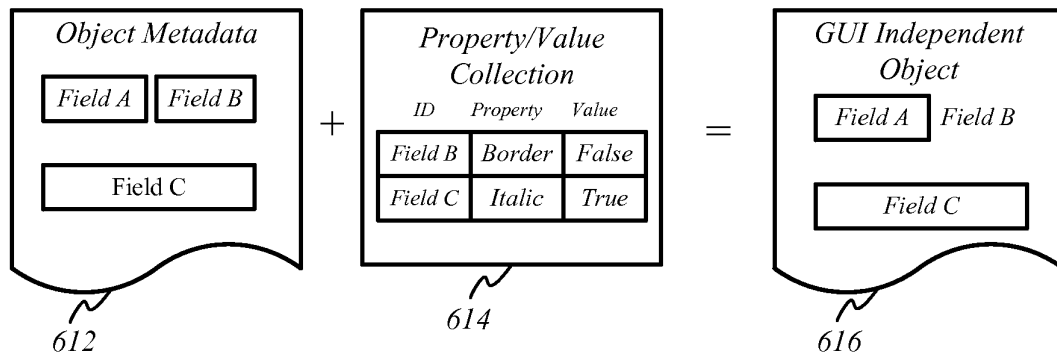 Object Metadata
Field A Field B
Field C
612
+
Property/Value
Collection
ID Property Value
Field B Border False
Field C Italic True
614
=
GUI Independent
Object
Field A Field B
Field C
616